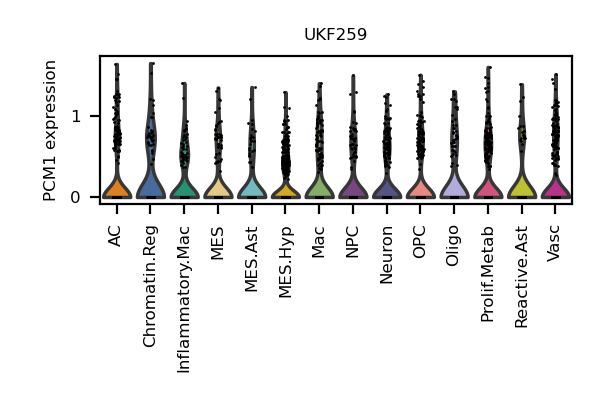 UKF259
PCM1 expression
1
0
AC
Chromatin.Reg
Inflammatory.Mac
MES
MES.Ast
MES.Hyp
Mac
NPC
Neuron
OPC
Oligo
Prolif.Metab
Reactive.Ast
Vasc